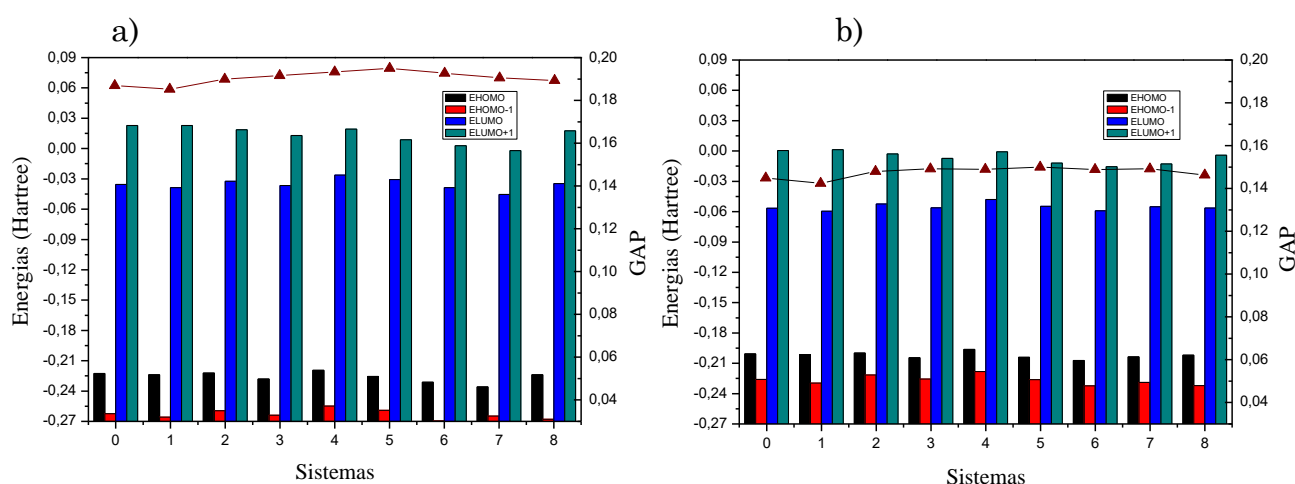 a)
0,09
0,06
0,03
0,00
-0,03
-0,06
-0,09
-0,12
-0,15
-0,18
-0,21
-0,24
-0,27
Energias (Hartree)
EHOMO
EHOMO-1
ELUMO
ELUMO+1
0,20
0,18
0,16
0,14
0,12
0,10
0,08
0,06
0,04
GAP
0 1 2 3 4 5 6 7 8
Sistemas
b)
0,09
0,06
0,03
0,00
-0,03
-0,06
-0,09
-0,12
-0,15
-0,18
-0,21
-0,24
-0,27
Energias (Hartree)
EHOMO
EHOMO-1
ELUMO
ELUMO+1
0,20
0,18
0,16
0,14
0,12
0,10
0,08
0,06
0,04
GAP
0 1 2 3 4 5 6 7 8
Sistemas